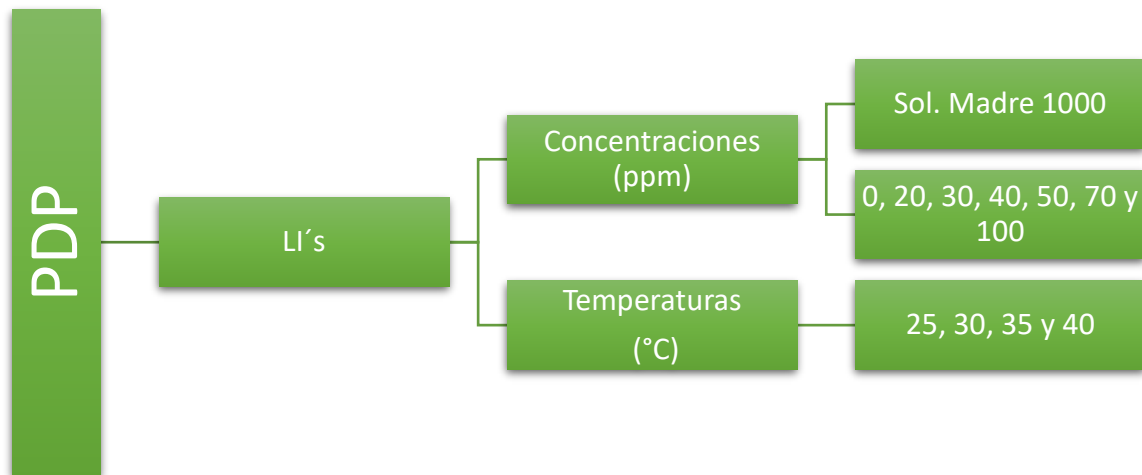 PDP
LI´s
Concentraciones
(ppm)
Sol. Madre 1000
0, 20, 30, 40, 50, 70 y
100
Temperaturas
(°C)
25, 30, 35 y 40